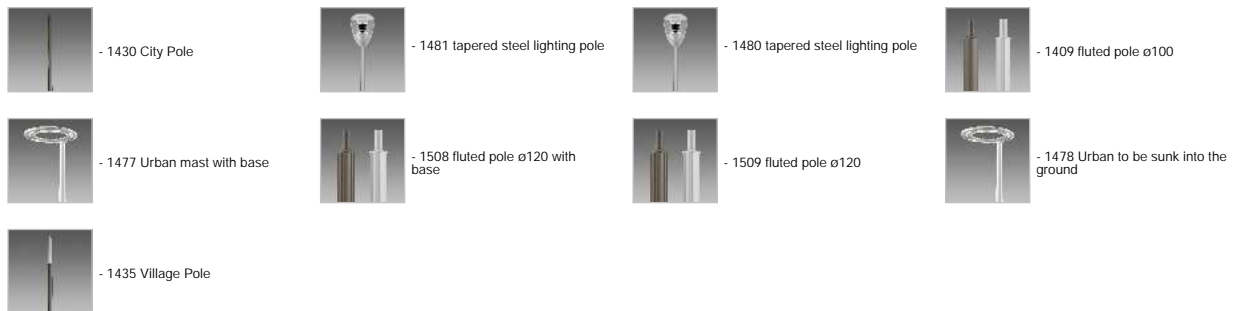 - 1430 City Pole
- 1481 tapered steel lighting pole
- 1480 tapered steel lighting pole
- 1409 fluted pole ø100
- 1477 Urban mast with base
- 1508 fluted pole ø120 with
base
- 1509 fluted pole ø120
- 1478 Urban to be sunk into the
ground
- 1435 Village Pole